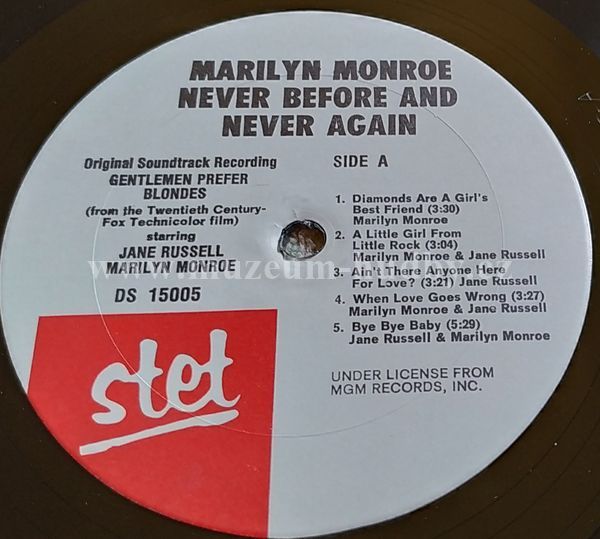 MARILYN MONROE
NEVER BEFORE AND
NEVER AGAIN
Original Soundtrack Recording
GENTLEMEN PREFER
BLONDES
(from the Twentieth Century-
Fox Technicolor film)
starring
JANE RUSSELL
MARILYN MONROE
DS 15005
SIDE A
1. Diamonds Are A Girl's
Best Friend (3:30)
Marilyn Monroe
2. A Little Girl From
Little Rock (3:04)
Marilyn Monroe & Jane Russell
3. Ain't There Anyone Here
For Love? (3:21) Jane Russell
4. When Love Goes Wrong (3:27)
Marilyn Monroe & Jane Russell
5. Bye Bye Baby (5:29)
Jane Russell & Marilyn Monroe
UNDER LICENSE FROM
MGM RECORDS, INC.
stet